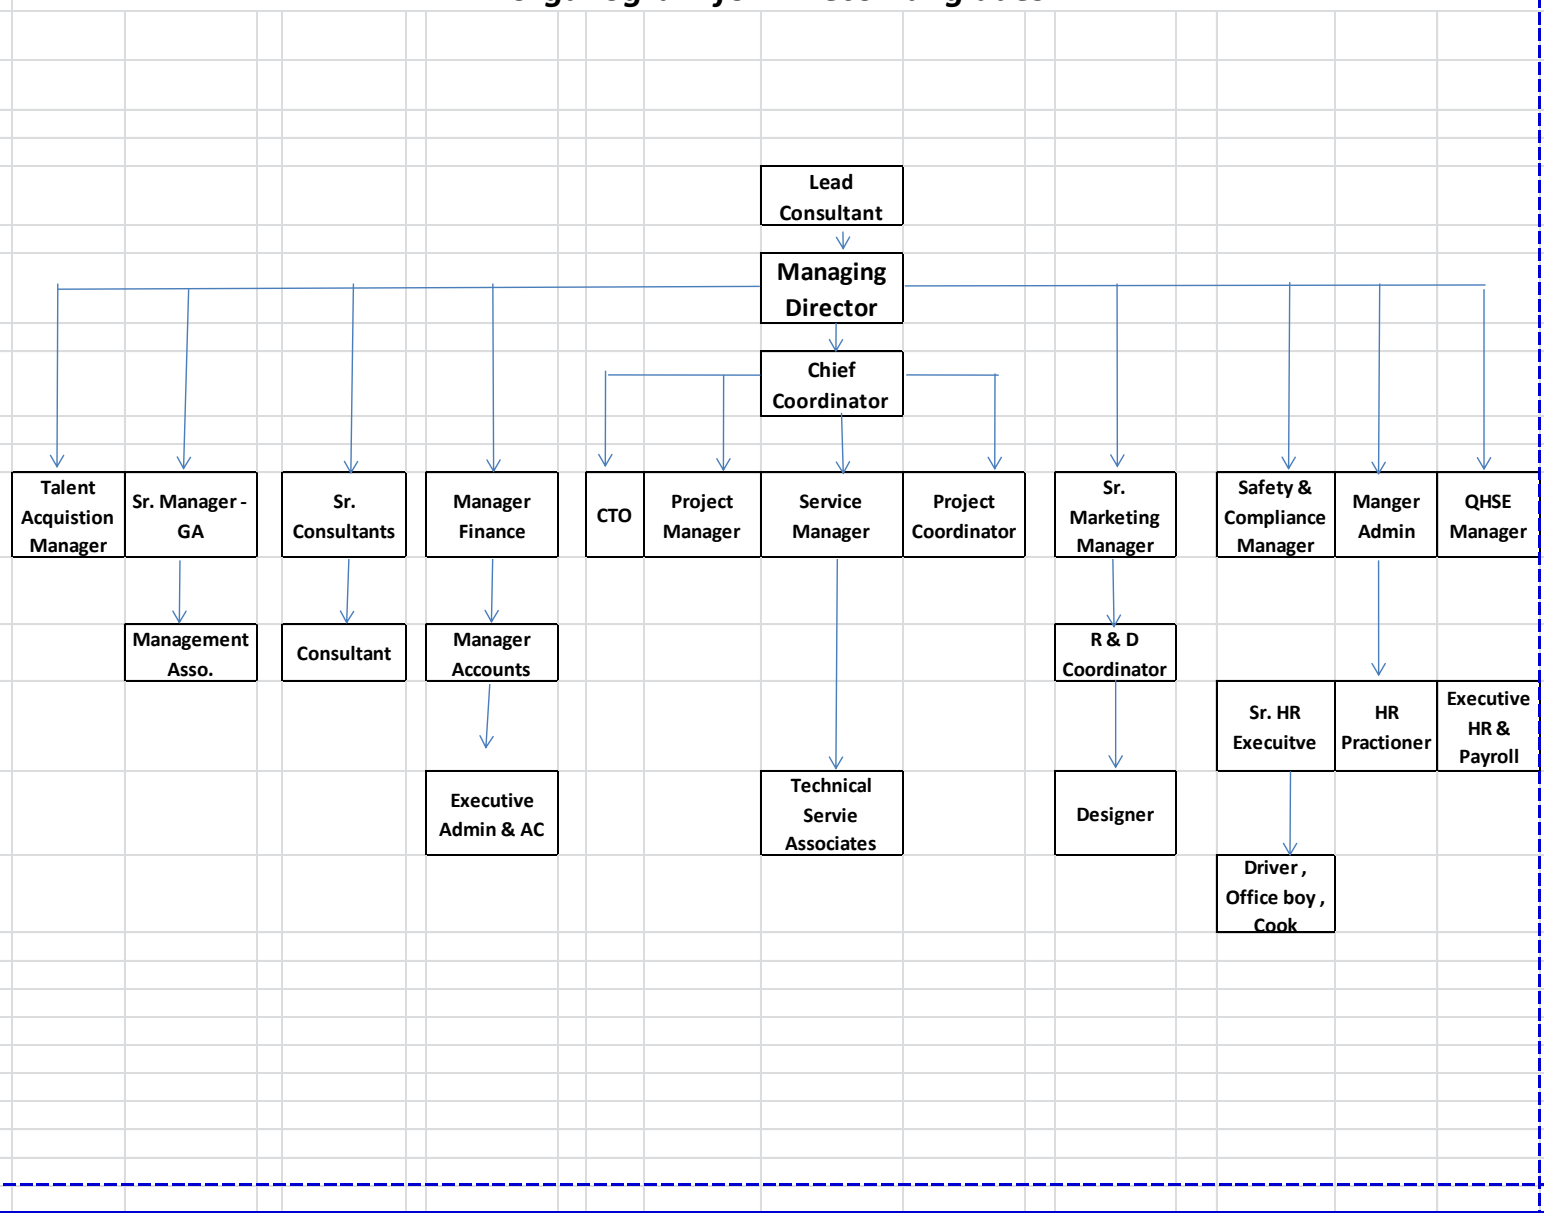 Lead
Consultant
Managing
Director
Chief
Coordinator
Talent
Acquistion
Manager
Sr. Manager -
GA
Sr.
Consultants
Manager
Finance
CTO
Project
Manager
Service
Manager
Project
Coordinator
Sr.
Marketing
Manager
Safety &
Compliance
Manager
Manger
Admin
QHSE
Manager
Management
Asso.
Consultant
Manager
Accounts
R & D
Coordinator
Sr. HR
Execuitve
HR
Practioner
Executive
HR &
Payroll
Executive
Admin & AC
Technical
Servie
Associates
Designer
Driver ,
Office boy ,
Cook